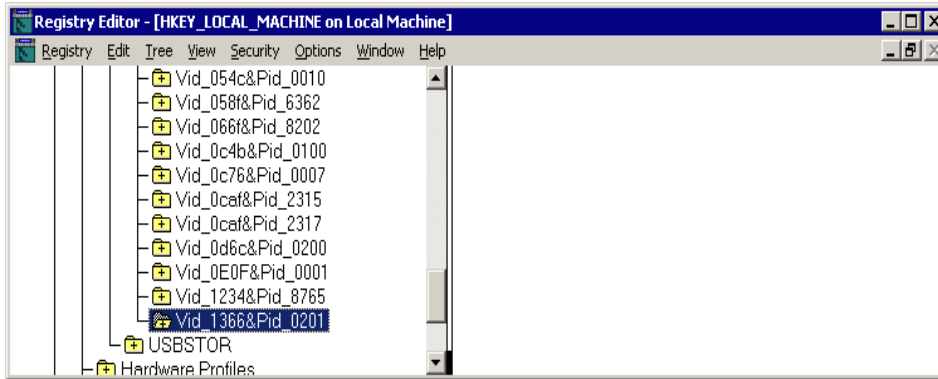 Registry Editor - [HKEY_LOCAL_MACHINE on Local Machine]
Registry Edit Tree View Security Options Window Help
Vid_054c&Pid_0010
Vid_058f&Pid_6362
Vid_066f&Pid_8202
Vid_0c4b&Pid_0100
Vid_0c76&Pid_0007
Vid_0caf&Pid_2315
Vid_0caf&Pid_2317
Vid_0d6c&Pid_0200
Vid_0E0F&Pid_0001
Vid_1234&Pid_8765
Vid_1366&Pid_0201
USBSTOR
Hardware Profiles